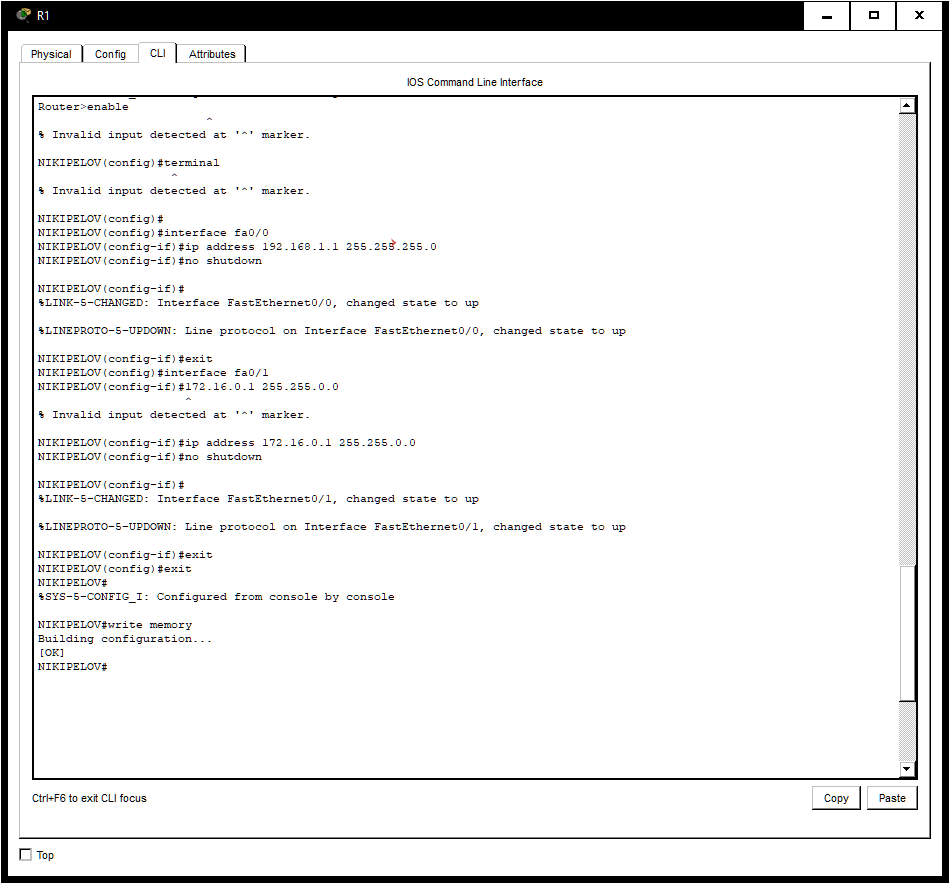 R1
Physical
Config
CLI
Attributes
IOS Command Line Interface
Router>enable
^
% Invalid input detected at '^' marker.
NIKIPELOV(config)#terminal
^
% Invalid input detected at '^' marker.
NIKIPELOV(config)#
NIKIPELOV(config)#interface fa0/0
NIKIPELOV(config-if)#ip address 192.168.1.1 255.255.255.0
NIKIPELOV(config-if)#no shutdown
NIKIPELOV(config-if)#
%LINK-5-CHANGED: Interface FastEthernet0/0, changed state to up
%LINEPROTO-5-UPDOWN: Line protocol on Interface FastEthernet0/0, changed state to up
NIKIPELOV(config-if)#exit
NIKIPELOV(config)#interface fa0/1
NIKIPELOV(config-if)#172.16.0.1 255.255.0.0
^
% Invalid input detected at '^' marker.
NIKIPELOV(config-if)#ip address 172.16.0.1 255.255.0.0
NIKIPELOV(config-if)#no shutdown
NIKIPELOV(config-if)#
%LINK-5-CHANGED: Interface FastEthernet0/1, changed state to up
%LINEPROTO-5-UPDOWN: Line protocol on Interface FastEthernet0/1, changed state to up
NIKIPELOV(config-if)#exit
NIKIPELOV(config)#exit
NIKIPELOV#
%SYS-5-CONFIG_I: Configured from console by console
NIKIPELOV#write memory
Building configuration...
[OK]
NIKIPELOV#
Ctrl+F6 to exit CLI focus
Copy
Paste
Top